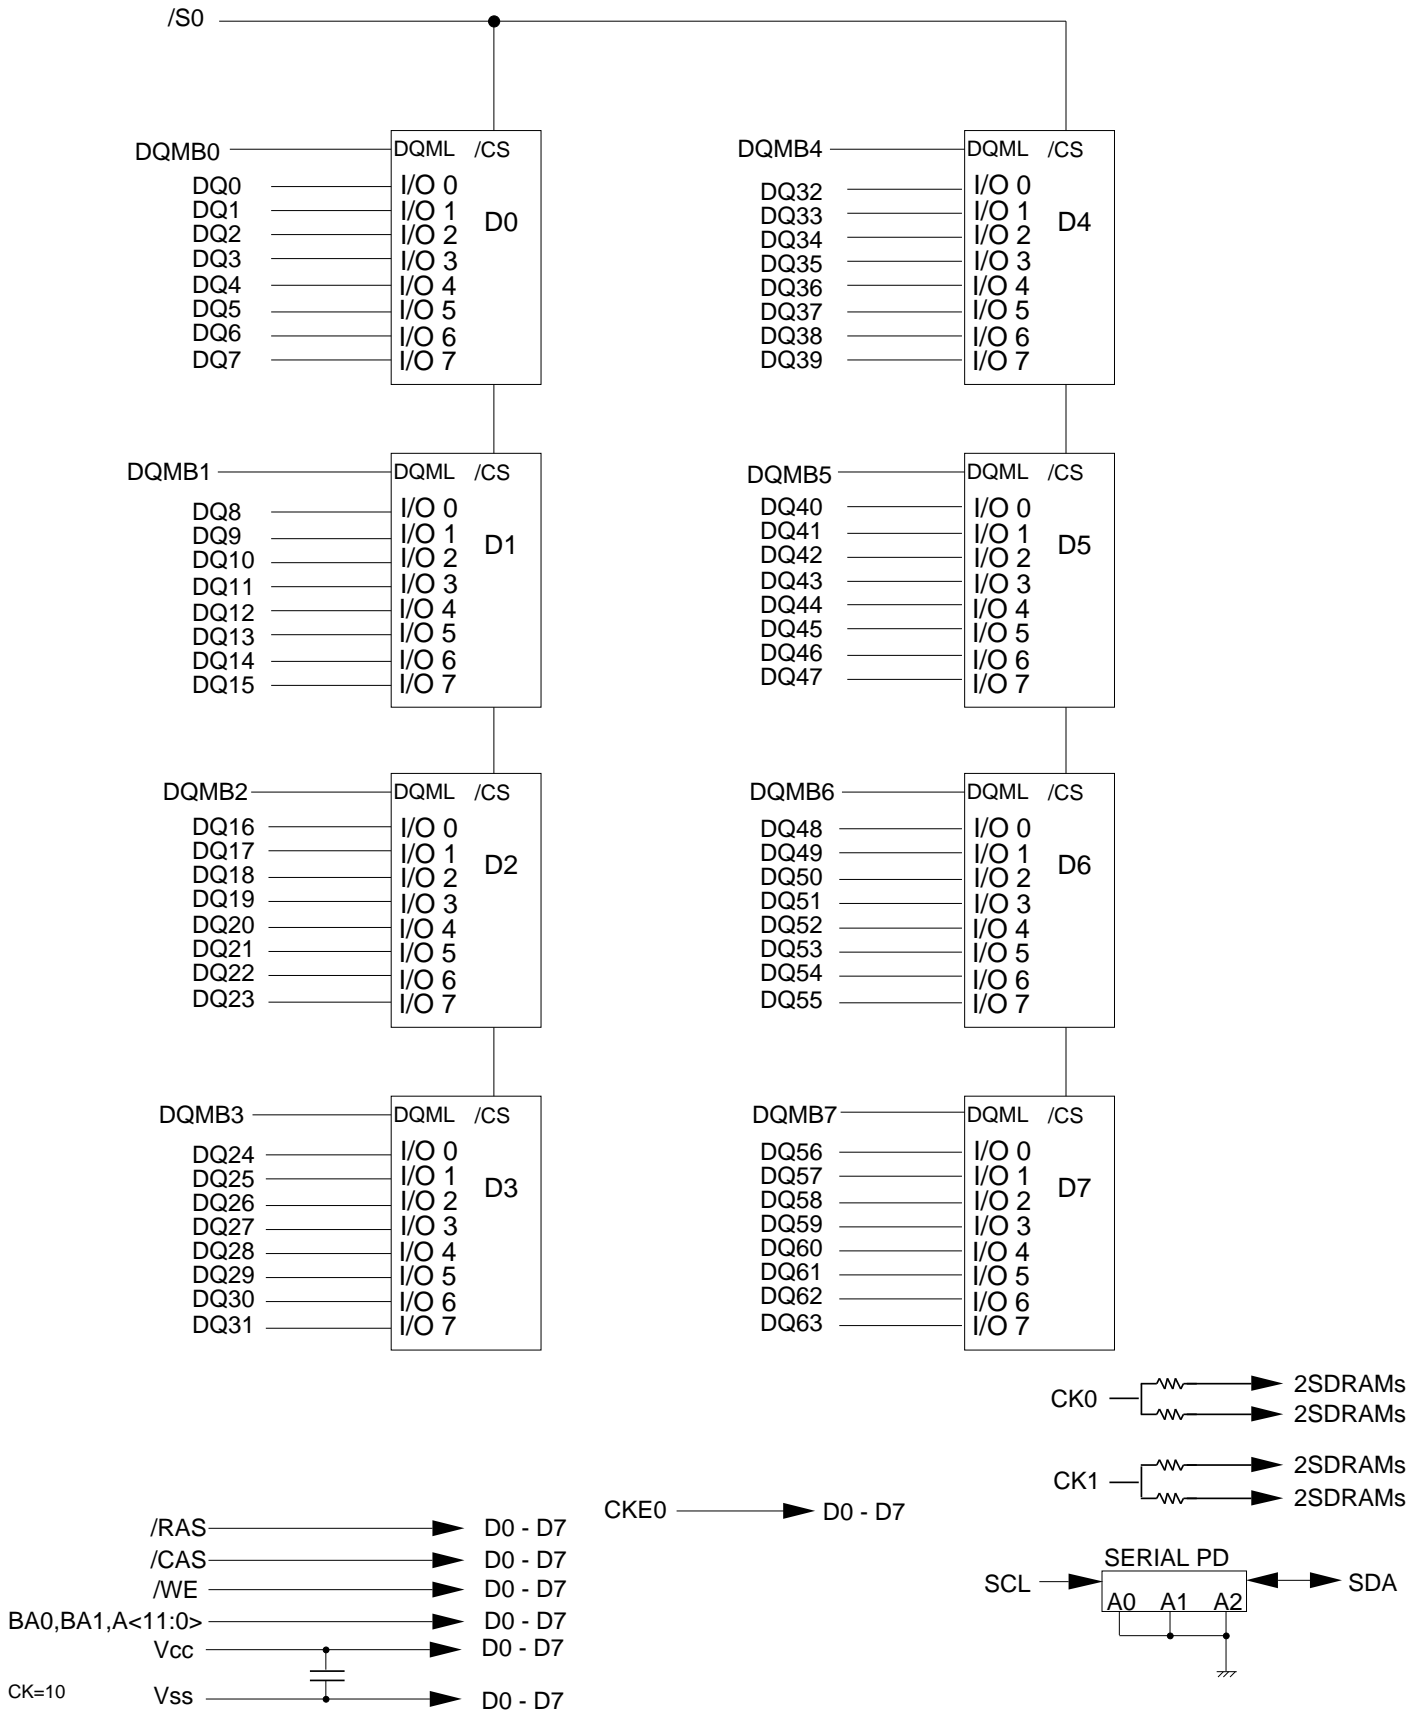 /S0
DQMB0 DQML /CS
DQ0 I/O 0
DQ1 I/O 1
DQ2 I/O 2
D0
DQ3 I/O 3
DQ4 I/O 4
DQ5 I/O 5
DQ6 I/O 6
DQ7 I/O 7
DQMB4 DQML /CS
DQ32 I/O 0
DQ33 I/O 1
DQ34 I/O 2
D4
DQ35 I/O 3
DQ36 I/O 4
DQ37 I/O 5
DQ38 I/O 6
DQ39 I/O 7
DQMB1 DQML /CS
DQ8 I/O 0
DQ9 I/O 1
DQ10 I/O 2
D1
DQ11 I/O 3
DQ12 I/O 4
DQ13 I/O 5
DQ14 I/O 6
DQ15 I/O 7
DQMB5 DQML /CS
DQ40 I/O 0
DQ41 I/O 1
DQ42 I/O 2
D5
DQ43 I/O 3
DQ44 I/O 4
DQ45 I/O 5
DQ46 I/O 6
DQ47 I/O 7
DQMB2 DQML /CS
DQ16 I/O 0
DQ17 I/O 1
DQ18 I/O 2
D2
DQ19 I/O 3
DQ20 I/O 4
DQ21 I/O 5
DQ22 I/O 6
DQ23 I/O 7
DQMB6 DQML /CS
DQ48 I/O 0
DQ49 I/O 1
DQ50 I/O 2
D6
DQ51 I/O 3
DQ52 I/O 4
DQ53 I/O 5
DQ54 I/O 6
DQ55 I/O 7
DQMB3 DQML /CS
DQ24 I/O 0
DQ25 I/O 1
DQ26 I/O 2
D3
DQ27 I/O 3
DQ28 I/O 4
DQ29 I/O 5
DQ30 I/O 6
DQ31 I/O 7
DQMB7 DQML /CS
DQ56 I/O 0
DQ57 I/O 1
DQ58 I/O 2
D7
DQ59 I/O 3
DQ60 I/O 4
DQ61 I/O 5
DQ62 I/O 6
DQ63 I/O 7
CK0 2SDRAMs
2SDRAMs
CK1 2SDRAMs
2SDRAMs
CKE0 D0 - D7
/RAS D0 - D7
/CAS D0 - D7
/WE D0 - D7
BA0,BA1,A<11:0> D0 - D7
Vcc D0 - D7
Vss D0 - D7
CK=10
SERIAL PD
SCL SDA
A0 A1 A2